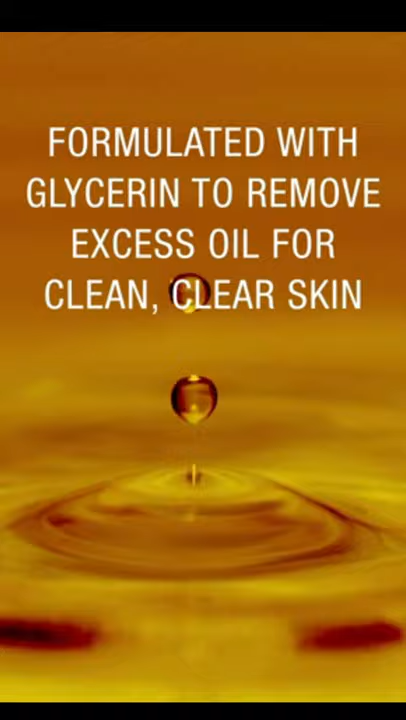 FORMULATED WITH
GLYCERIN TO REMOVE
EXCESS OIL FOR
CLEAN, CLEAR SKIN